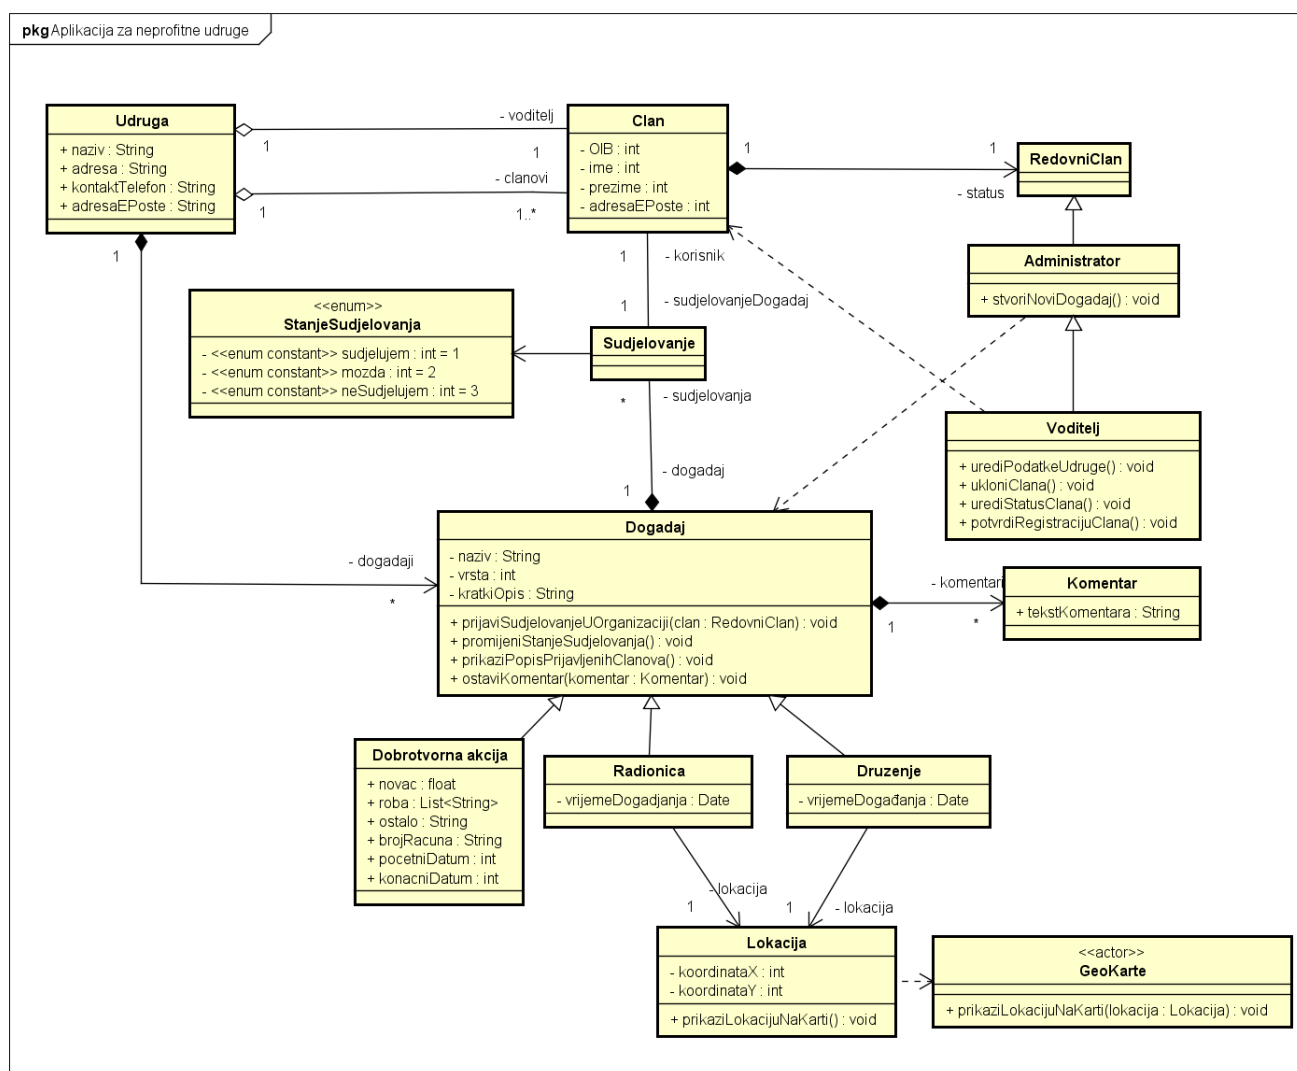 pkg Aplikacija za neprofitne udruge
Udruga
+ naziv : String
+ adresa : String
+ kontaktTelefon : String
+ adresaEPoste : String
- voditelj
1
1
- clanovi
1
1..*
Clan
- OIB : int
- ime : int
- prezime : int
- adresaEPoste : int
1
1
- status
RedovniClan
Administrator
+ stvoriNoviDogadaj() : void
Voditelj
+ urediPodatkeUdruge() : void
+ ukloniClana() : void
+ urediStatusClana() : void
+ potvrdiRegistracijuClana() : void
1
1
- korisnik
1
- sudjelovanjeDogadaj
<<enum>>
StanjeSudjelovanja
- <<enum constant>> sudjelujem : int = 1
- <<enum constant>> mozda : int = 2
- <<enum constant>> neSudjelujem : int = 3
Sudjelovanje
*
- sudjelovanja
- dogadaj
1
- dogadaji
*
Dogadaj
- naziv : String
- vrsta : int
- kratkiOpis : String
+ prijaviSudjelovanjeUOrganizaciji(clan : RedovniClan) : void
+ promijeniStanjeSudjelovanja() : void
+ prikaziPopisPrijavljenihClanova() : void
+ ostaviKomentar(komentar : Komentar) : void
- komentari
1
*
Komentar
+ tekstKomentara : String
Dobrotvorna akcija
+ novac : float
+ roba : List<String>
+ ostalo : String
+ brojRacuna : String
+ pocetniDatum : int
+ konacniDatum : int
Radionica
- vrijemeDogadjanja : Date
Druzenje
- vrijemeDogađanja : Date
- lokacija
1
1
- lokacija
Lokacija
- koordinataX : int
- koordinataY : int
+ prikaziLokacijuNaKarti() : void
<<actor>>
GeoKarte
+ prikaziLokacijuNaKarti(lokacija : Lokacija) : void